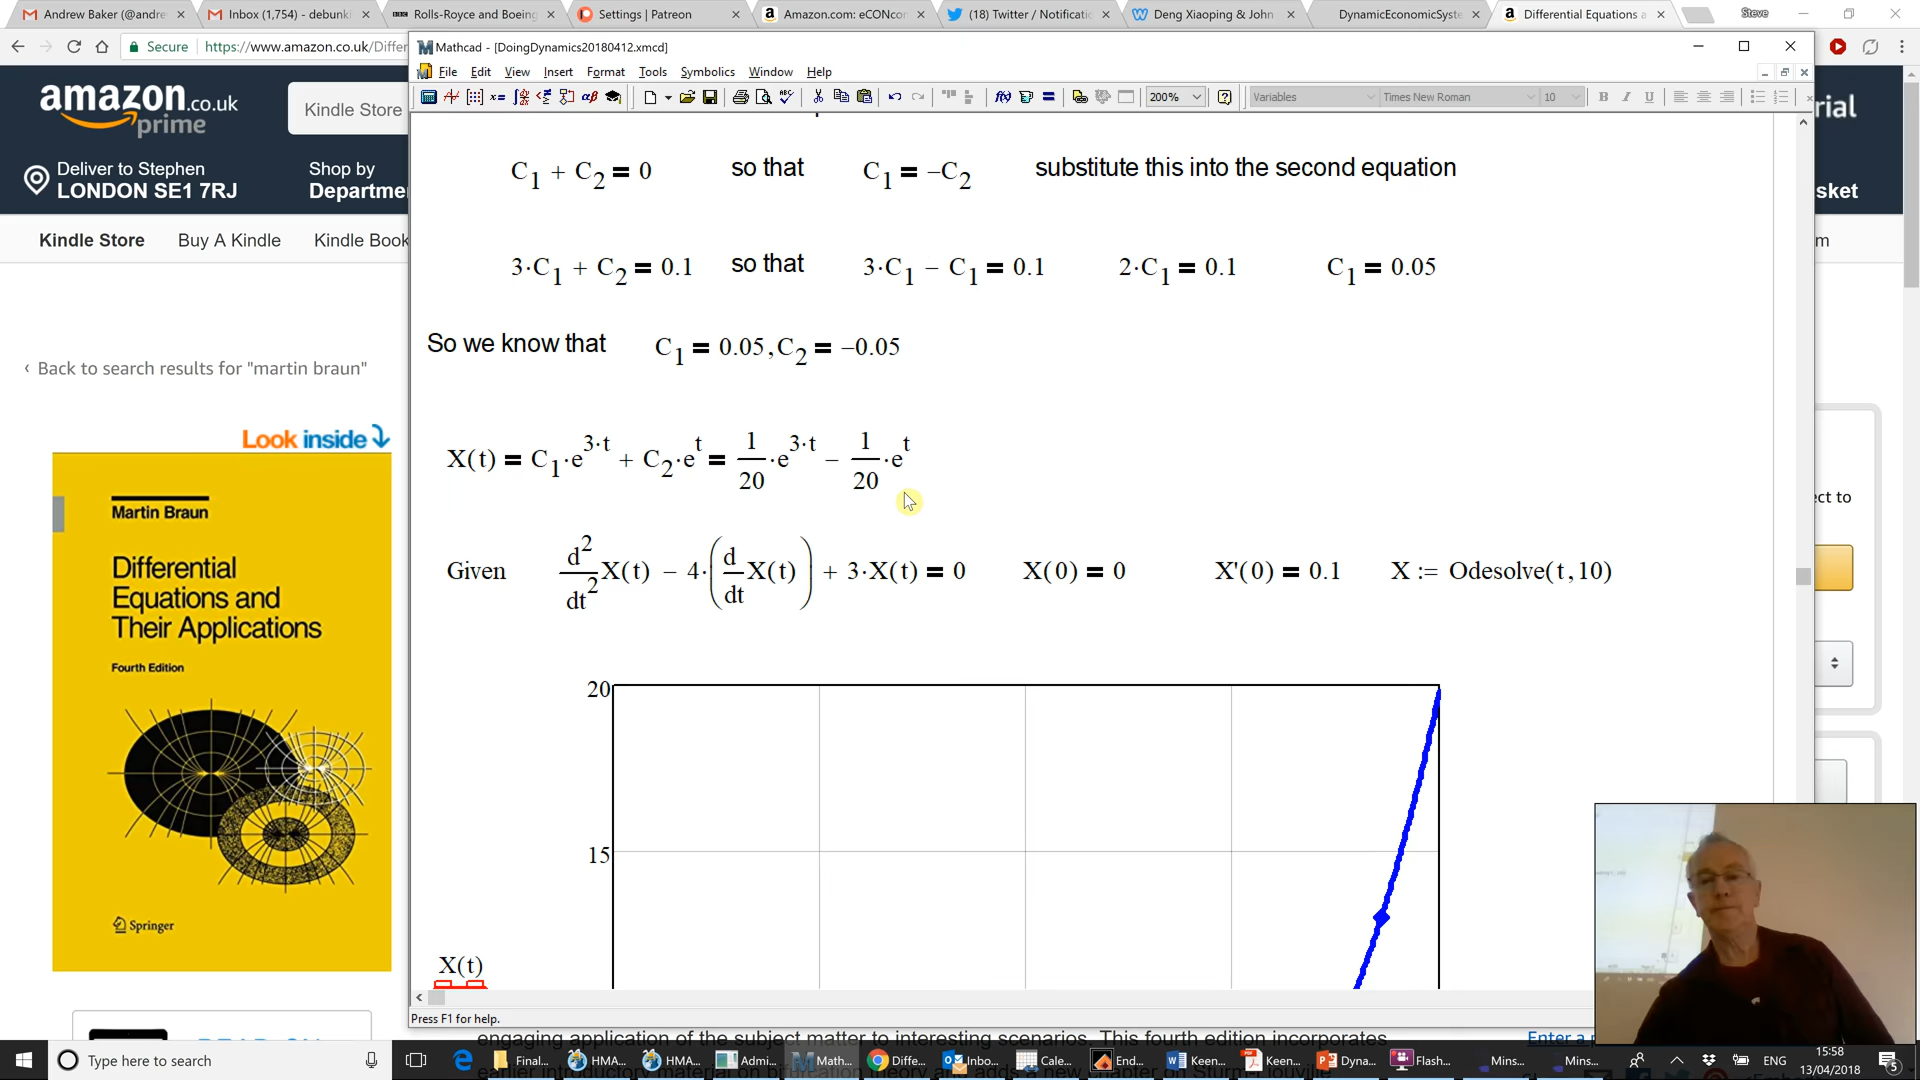 Andrew Baker (@andre
Inbox (1,754) - debunki
Rolls-Royce and Boeing
Settings | Patreon
Amazon.com: eCONcor
(18) Twitter / Notificatio
Deng Xiaoping & John
DynamicEconomicSyste
Differential Equations a
Steve
Secure
https://www.amazon.co.uk/Differ
Mathcad - [DoingDynamics20180412.xmcd]
File Edit View Insert Format Tools Symbolics Window Help
200%
Variables
Times New Roman
10
B I U
amazon.co.uk
prime
Kindle Store
rial
Deliver to Stephen
LONDON SE1 7RJ
Shop by
Departme
sket
Kindle Store
Buy A Kindle
Kindle Book
m
C₁ + C₂ = 0 so that C₁ = −C₂ substitute this into the second equation
3·C₁ + C₂ = 0.1 so that 3·C₁ − C₁ = 0.1 2·C₁ = 0.1 C₁ = 0.05
So we know that C₁ = 0.05, C₂ = −0.05
‹ Back to search results for "martin braun"
Look inside
X(t) = C₁·e^(3·t) + C₂·e^t = 1/20·e^(3·t) − 1/20·e^t
Given d²/dt² X(t) − 4·(d/dt X(t)) + 3·X(t) = 0 X(0) = 0 X'(0) = 0.1 X := Odesolve(t, 10)
ect to
Martin Braun
Differential
Equations and
Their Applications
Fourth Edition
Springer
20
15
X(t)
Press F1 for help.
engaging application of the subject matter to interesting scenarios. This fourth edition incorporates
Enter a p
Type here to search
Final...
HMA...
HMA...
Admi...
Math...
Diffe...
Inbo...
Cale...
End...
Keen...
Keen...
Dyna...
Flash...
Mins...
Mins...
ENG
15:58
13/04/2018
5